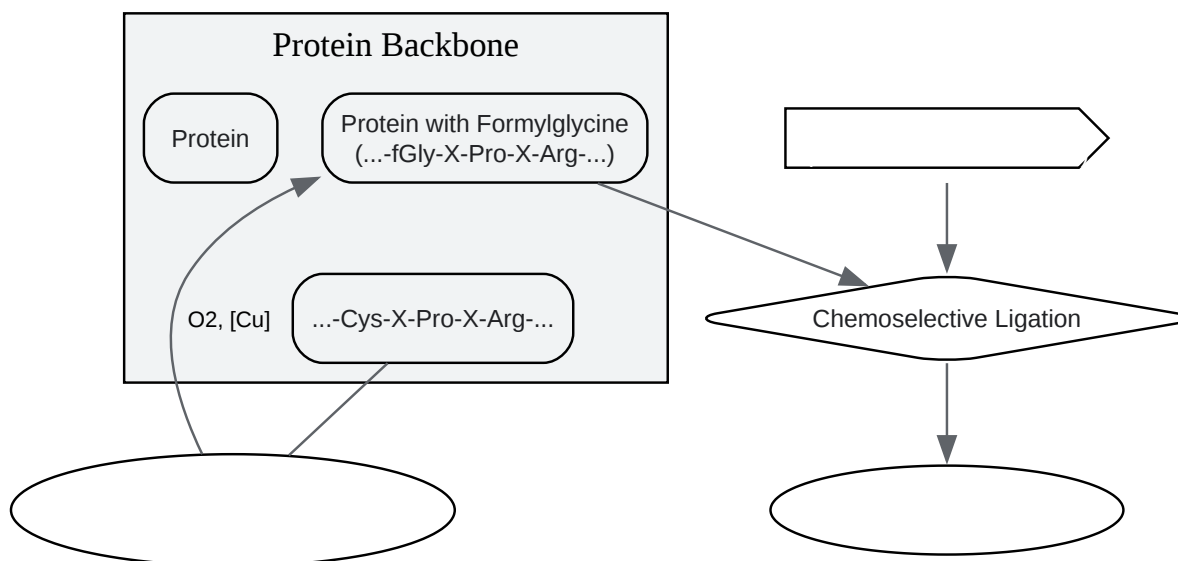 Protein Backbone
Protein
Protein with Formylglycine
(...-fGly-X-Pro-X-Arg-...)
O2, [Cu]
...-Cys-X-Pro-X-Arg-...
Chemoselective Ligation